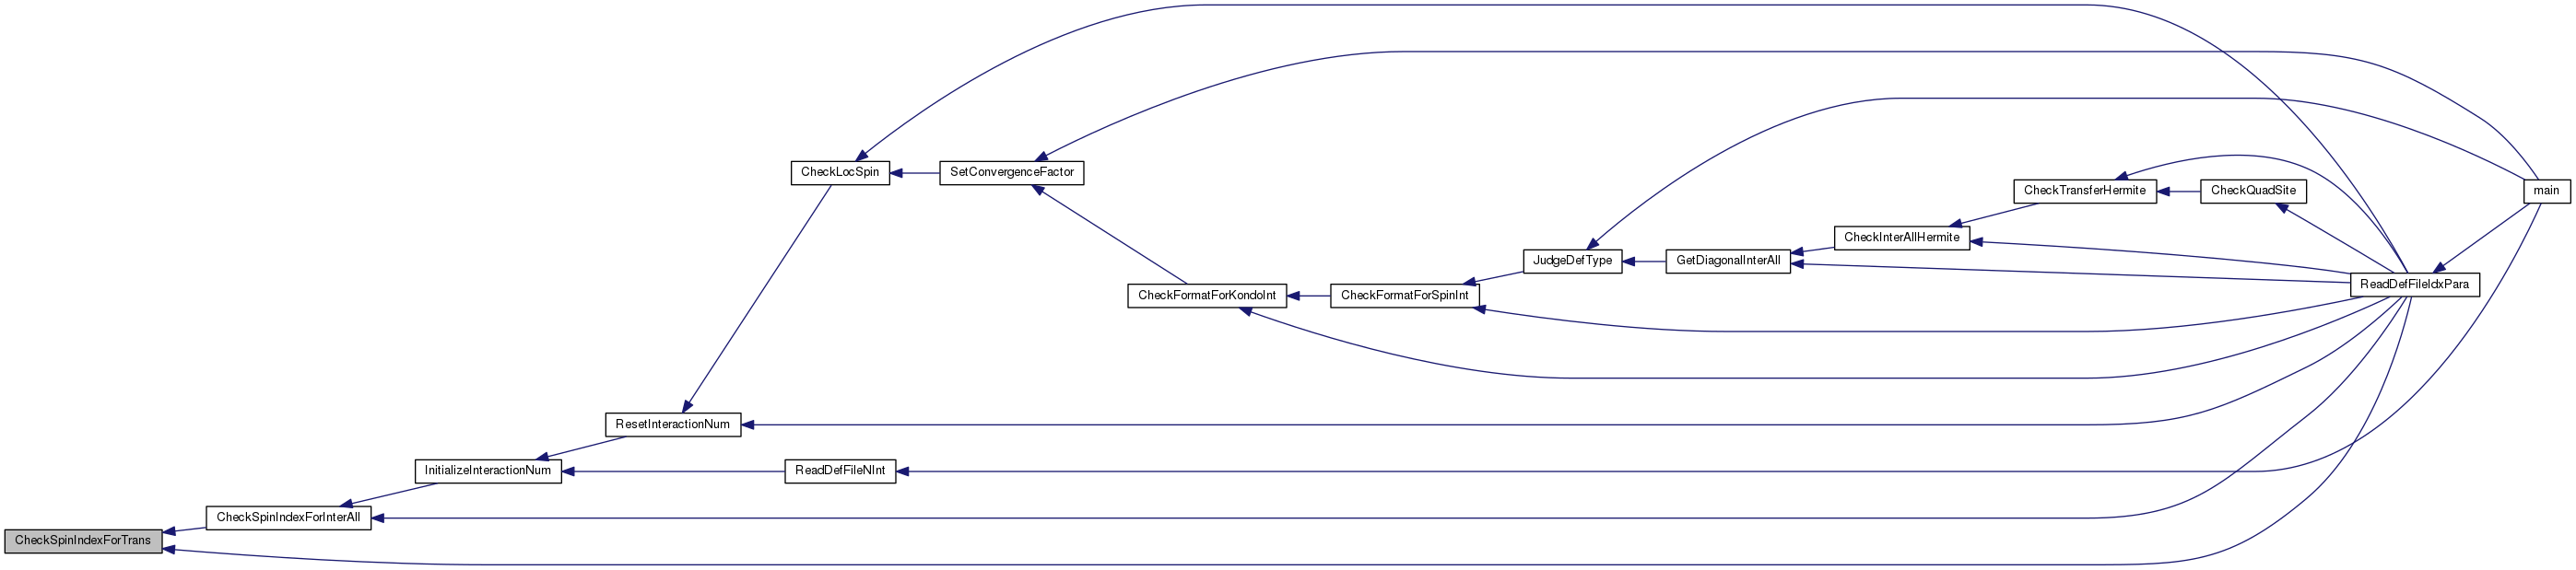 CheckLocSpin
SetConvergenceFactor
CheckTransferHermite
CheckQuadSite
main
CheckInterAllHermite
JudgeDefType
GetDiagonalInterAll
ReadDefFileIdxPara
CheckFormatForKondoInt
CheckFormatForSpinInt
ResetInteractionNum
InitializeInteractionNum
ReadDefFileNInt
CheckSpinIndexForInterAll
CheckSpinIndexForTrans